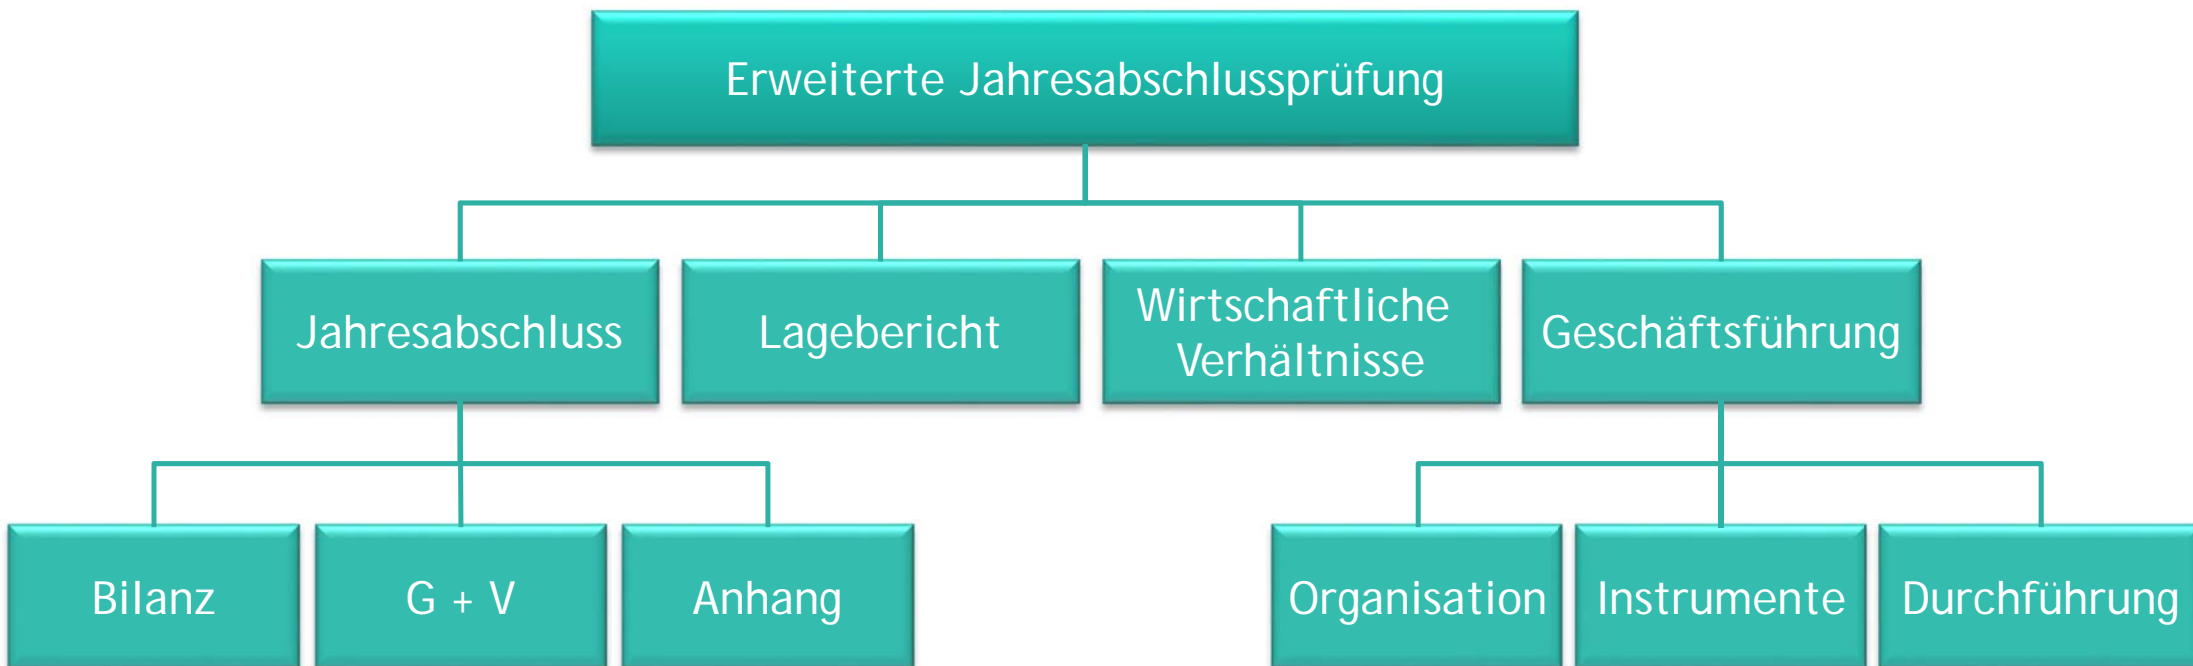 Erweiterte Jahresabschlussprüfung
Jahresabschluss
Lagebericht
Wirtschaftliche
Verhältnisse
Geschäftsführung
Bilanz
G + V
Anhang
Organisation
Instrumente
Durchführung